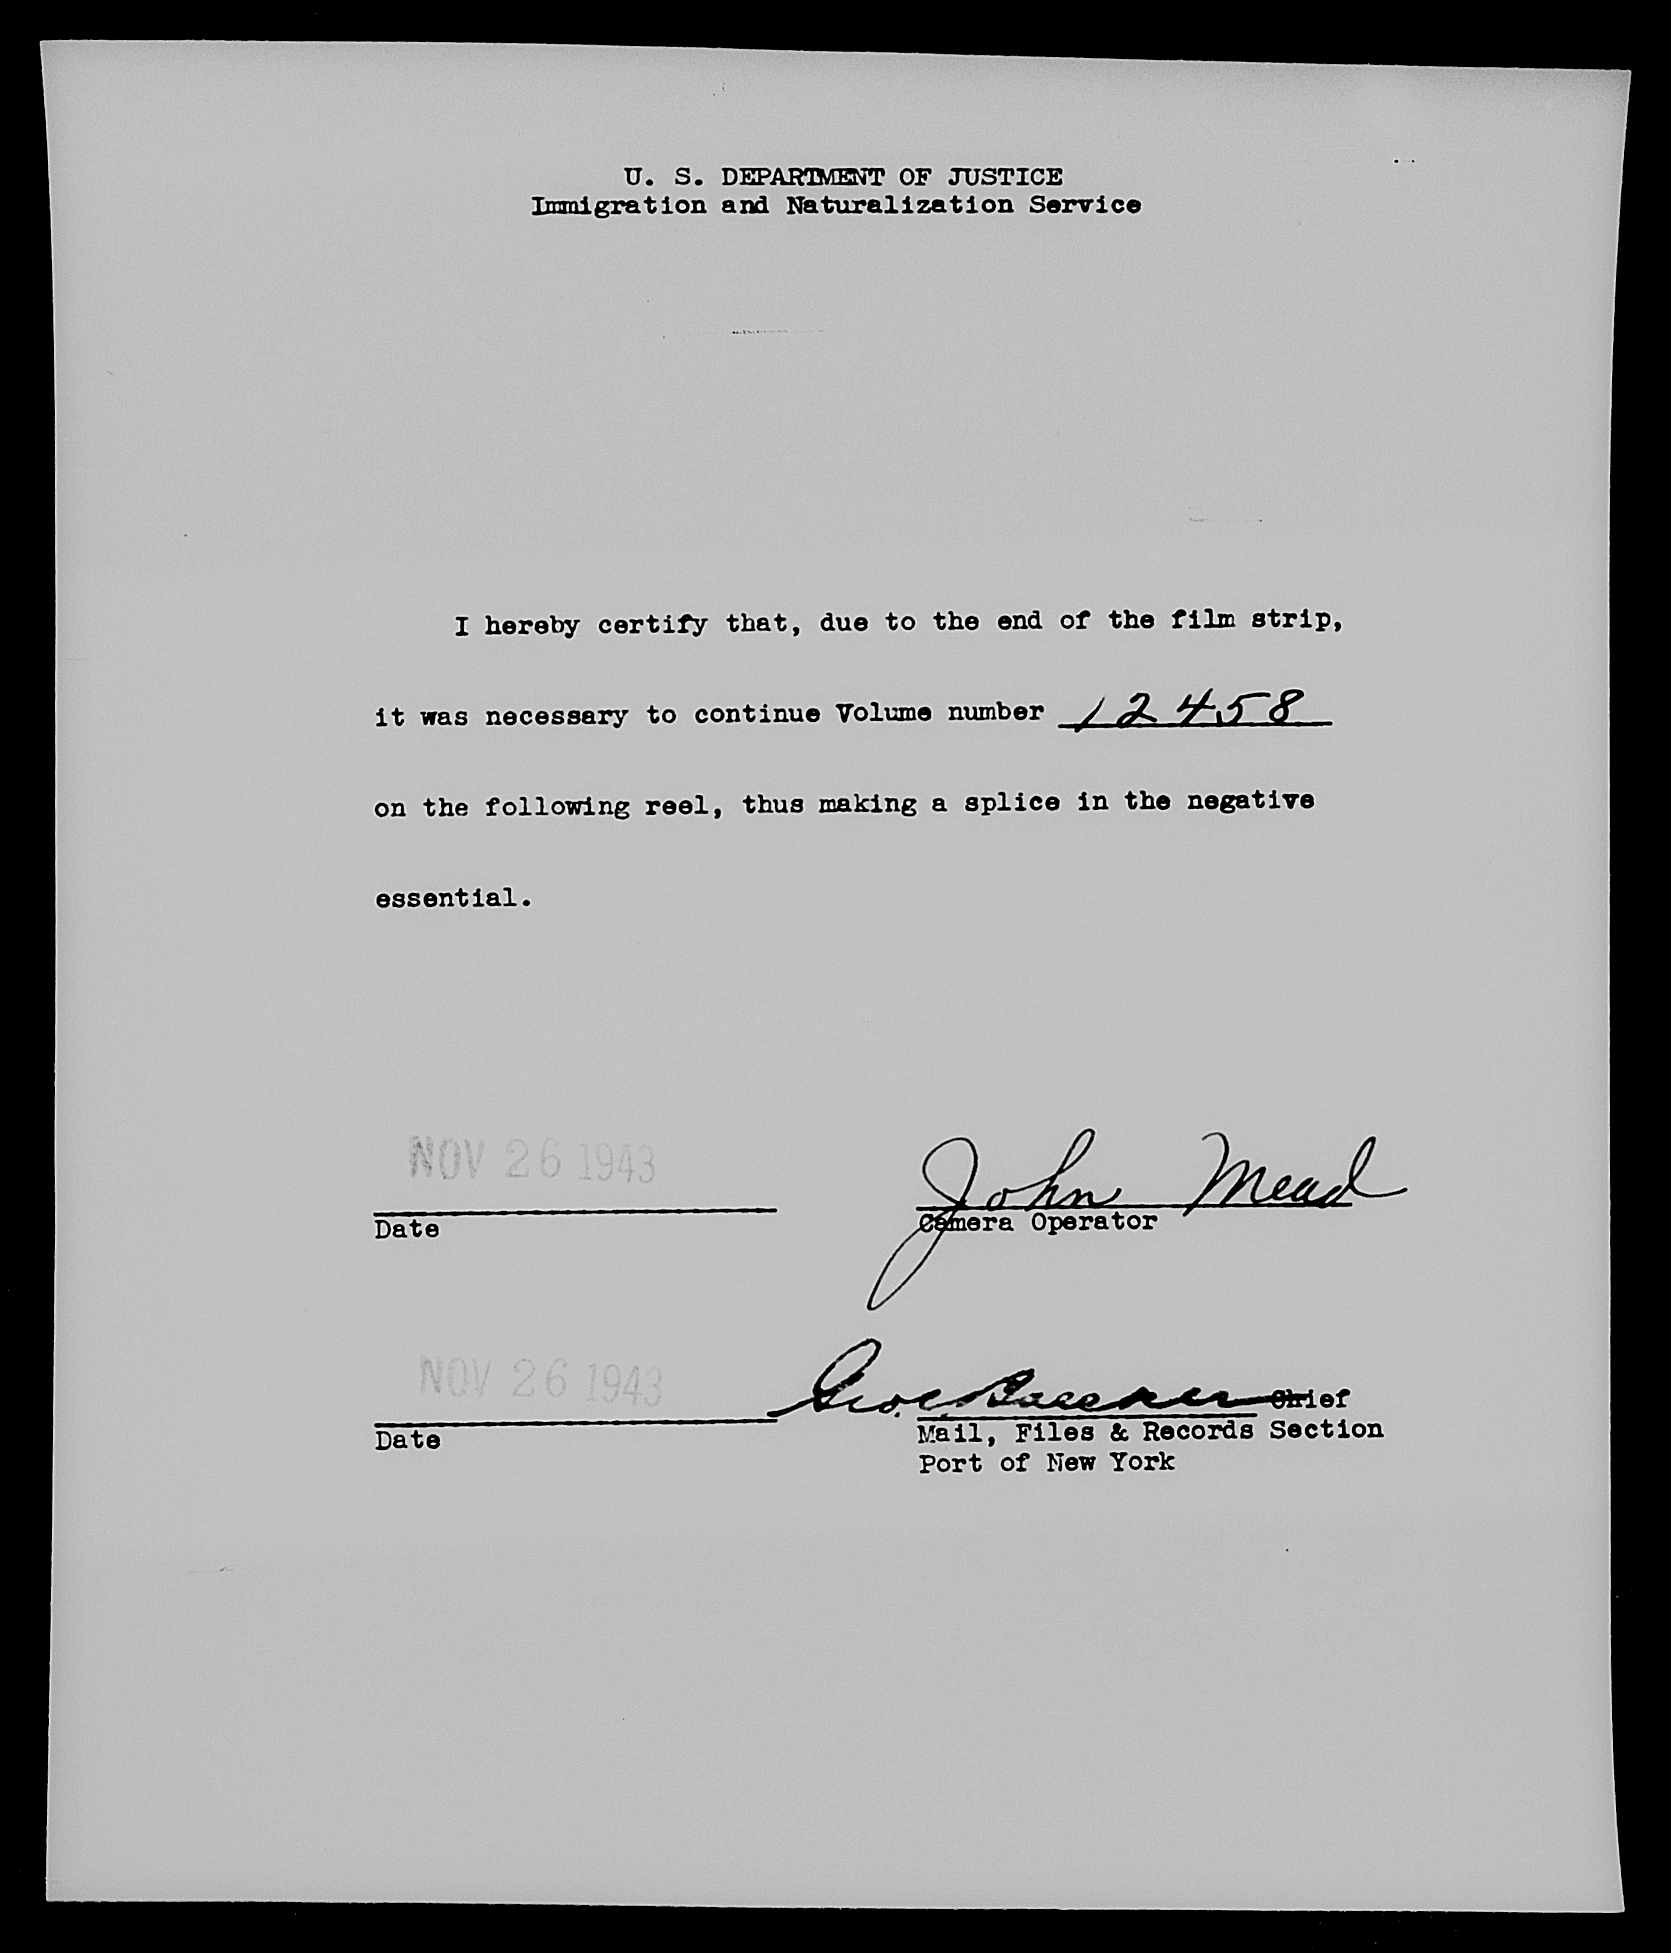 U. S. DEPARTMENT OF JUSTICE
Immigration and Naturalization Service
I hereby certify that, due to the end of the film strip,
it was necessary to continue Volume number 12458
on the following reel, thus making a splice in the negative
essential.
NOV 26 1943 John Mead
Date Camera Operator
NOV 26 1943 Geo. Chief
Date Mail, Files & Records Section
Port of New York